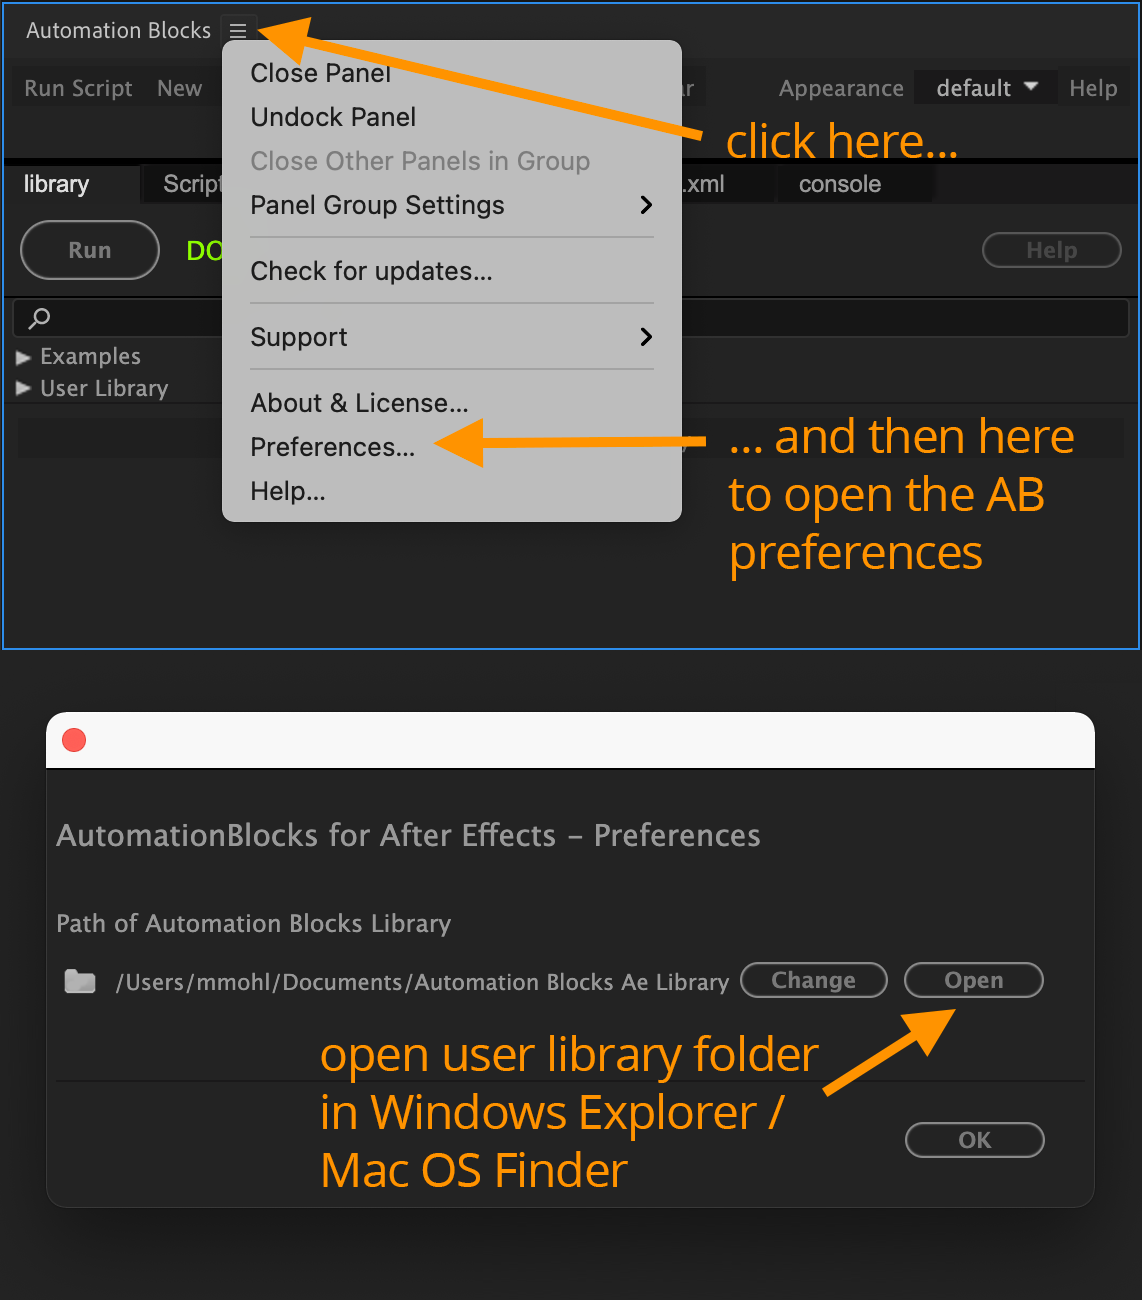 Automation Blocks
Close Panel
Run Script New Appearance default Help
Undock Panel
click here...
Close Other Panels in Group
library Script .xml console
Panel Group Settings
Run DO Help
Check for updates...
Support
Examples
User Library
About & License...
Preferences...
... and then here
to open the AB
preferences
Help...
AutomationBlocks for After Effects – Preferences
Path of Automation Blocks Library
/Users/mmohl/Documents/Automation Blocks Ae Library Change Open
open user library folder
in Windows Explorer /
Mac OS Finder
OK